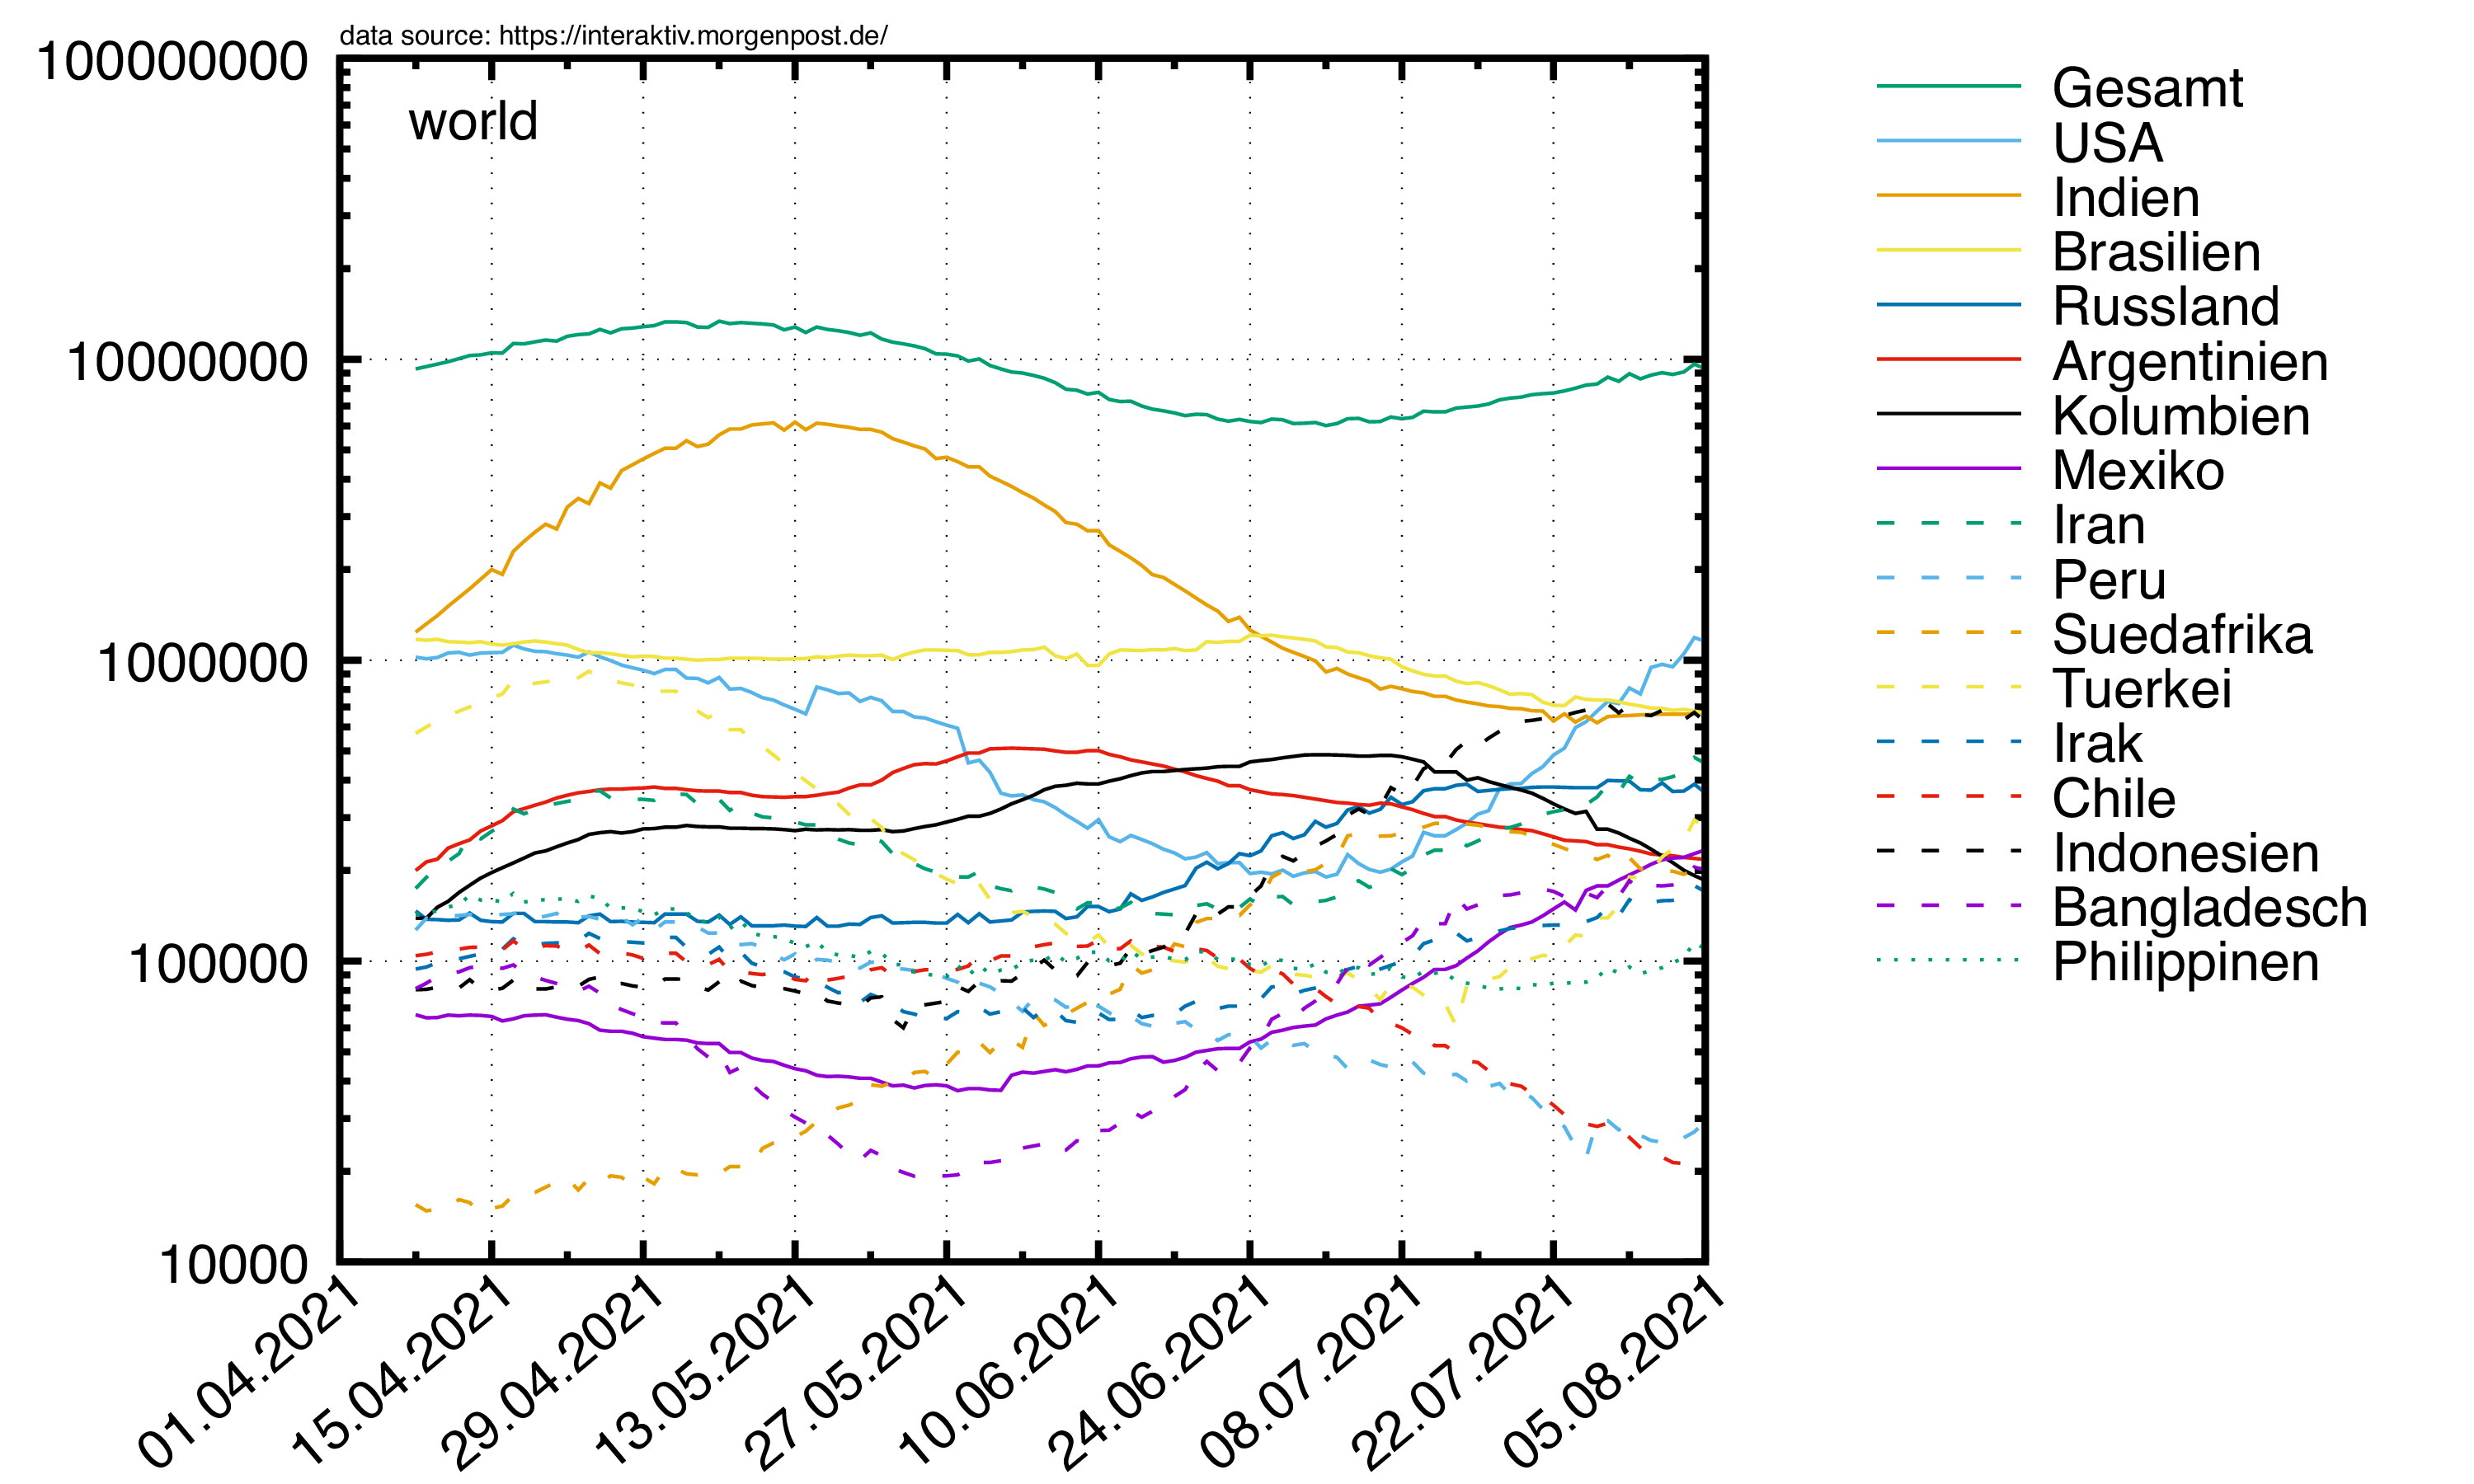 data source: https://interaktiv.morgenpost.de/
100000000
10000000
1000000
100000
10000
world
01.04.2021
15.04.2021
29.04.2021
13.05.2021
27.05.2021
10.06.2021
24.06.2021
08.07.2021
22.07.2021
05.08.2021
Gesamt
USA
Indien
Brasilien
Russland
Argentinien
Kolumbien
Mexiko
Iran
Peru
Suedafrika
Tuerkei
Irak
Chile
Indonesien
Bangladesch
Philippinen